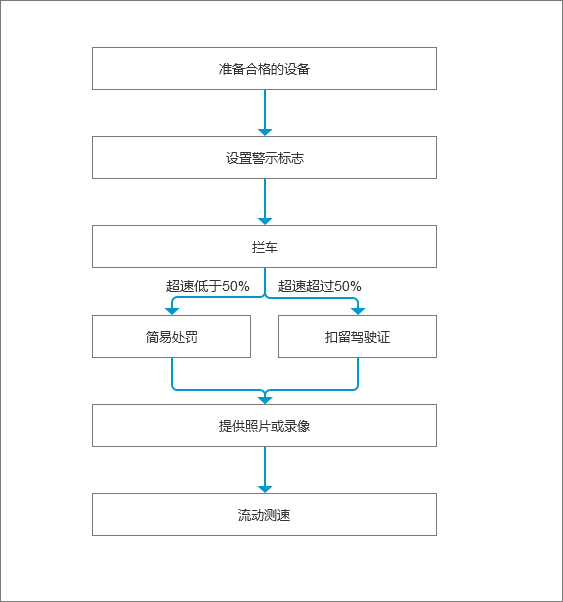 准备合格的设备
设置警示标志
拦车
超速低于50%
超速超过50%
简易处罚
扣留驾驶证
提供照片或录像
流动测速